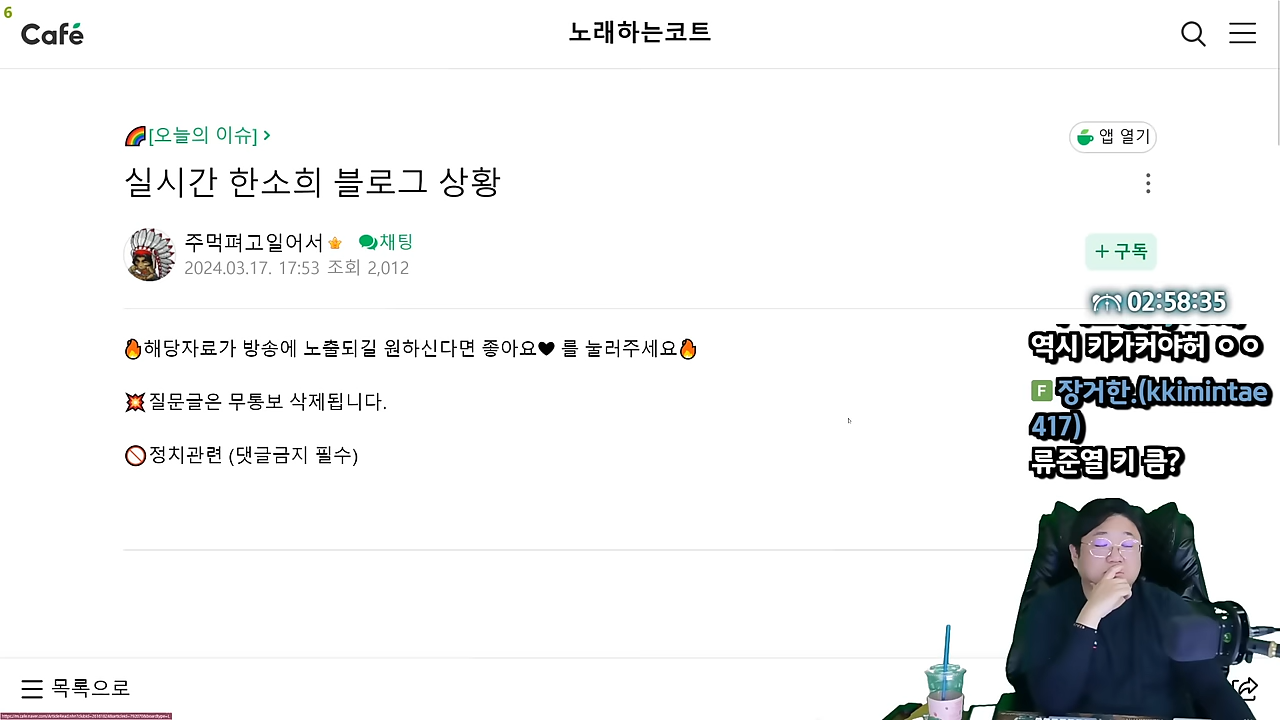 6
Café
노래하는코트
[오늘의 이슈] >
앱 열기
실시간 한소희 블로그 상황
주먹펴고일어서
채팅
2024.03.17. 17:53 조회 2,012
+ 구독
02:58:35
해당자료가 방송에 노출되길 원하신다면 좋아요🖤 를 눌러주세요
역시 키가커야허 ㅇㅇ
질문글은 무통보 삭제됩니다.
F 장거한.(kkimintae
417)
정치관련 (댓글금지 필수)
류준열 키 큼?
목록으로